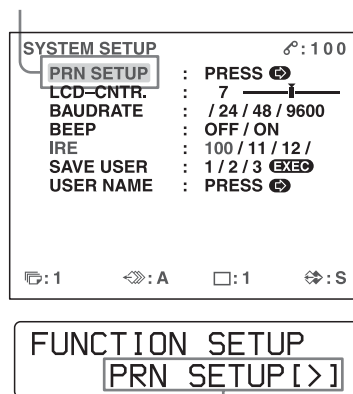 SYSTEM SETUP :100
PRN SETUP : PRESS
LCD–CNTR. : 7
BAUDRATE : / 24 / 48 / 9600
BEEP : OFF / ON
IRE : 100 / 11 / 12 /
SAVE USER : 1 / 2 / 3 EXEC
USER NAME : PRESS
:1 :A :1 :S
FUNCTION SETUP
PRN SETUP[>]